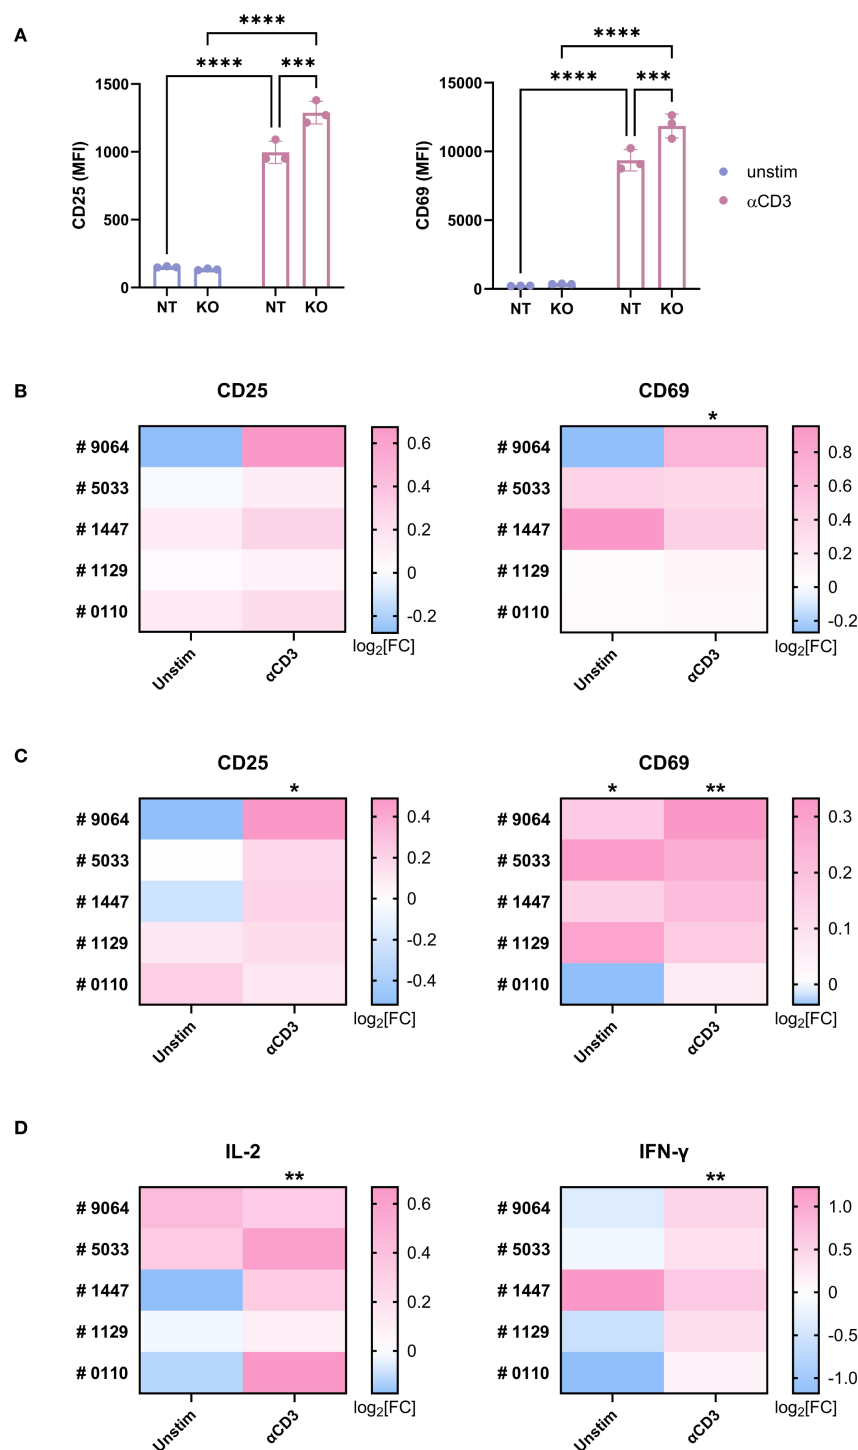 A
****
****
***
1500
1000
500
0
CD25 (MFI)
NT
KO
NT
KO
****
****
***
15000
10000
5000
0
CD69 (MFI)
NT
KO
NT
KO
unstim
αCD3
B
CD25
# 9064
# 5033
# 1447
# 1129
# 0110
Unstim
αCD3
0.6
0.4
0.2
0
-0.2
log₂[FC]
CD69
*
# 9064
# 5033
# 1447
# 1129
# 0110
Unstim
αCD3
0.8
0.6
0.4
0.2
0
-0.2
log₂[FC]
C
CD25
*
# 9064
# 5033
# 1447
# 1129
# 0110
Unstim
αCD3
0.4
0.2
0
-0.2
-0.4
log₂[FC]
CD69
*
**
# 9064
# 5033
# 1447
# 1129
# 0110
Unstim
αCD3
0.3
0.2
0.1
0
log₂[FC]
D
IL-2
**
# 9064
# 5033
# 1447
# 1129
# 0110
Unstim
αCD3
0.6
0.4
0.2
0
log₂[FC]
IFN-γ
**
# 9064
# 5033
# 1447
# 1129
# 0110
Unstim
αCD3
1.0
0.5
0
-0.5
-1.0
log₂[FC]